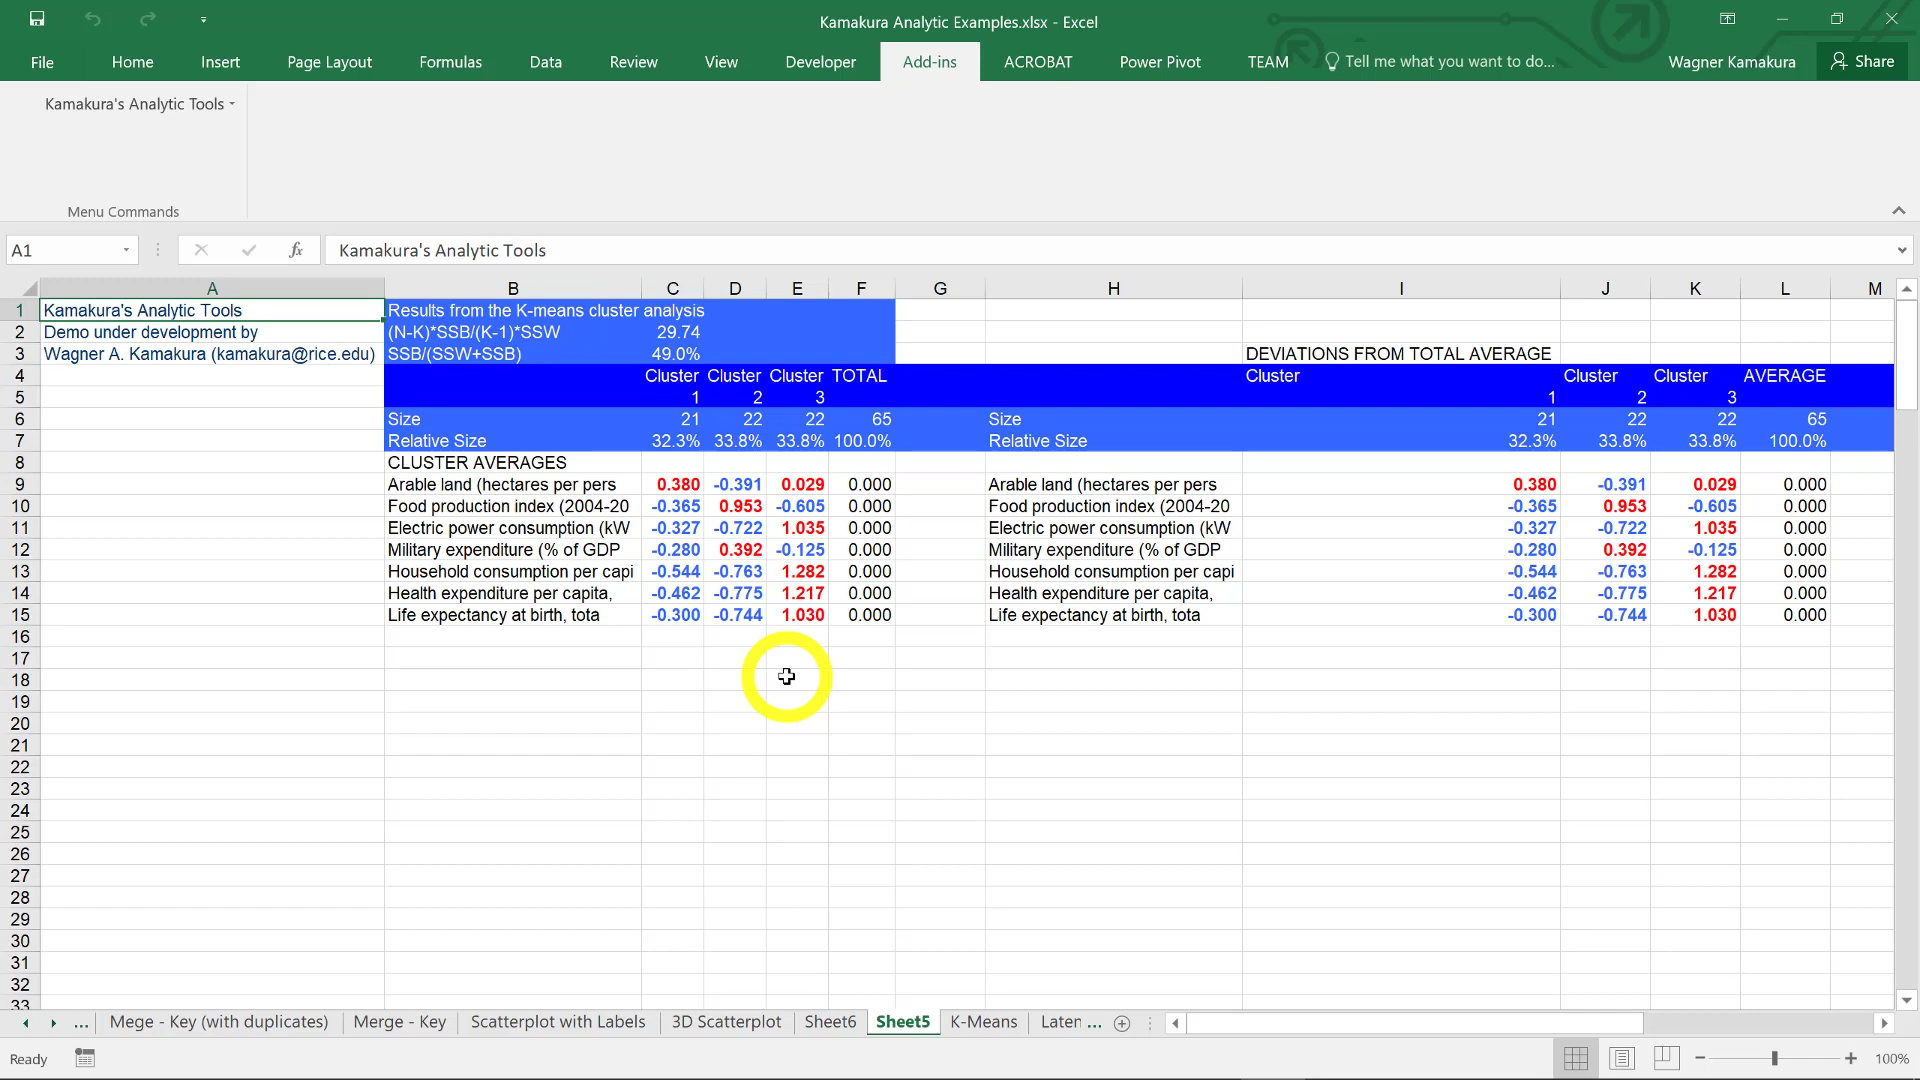 Kamakura Analytic Examples.xlsx - Excel
File Home Insert Page Layout Formulas Data Review View Developer Add-ins ACROBAT Power Pivot TEAM Tell me what you want to do... Wagner Kamakura Share
Kamakura's Analytic Tools
Menu Commands
A1 fx Kamakura's Analytic Tools
A B C D E F G H I J K L M
1 Kamakura's Analytic Tools Results from the K-means cluster analysis
2 Demo under development by (N-K)*SSB/(K-1)*SSW 29.74
3 Wagner A. Kamakura (kamakura@rice.edu) SSB/(SSW+SSB) 49.0% DEVIATIONS FROM TOTAL AVERAGE
4 Cluster Cluster Cluster TOTAL Cluster Cluster Cluster AVERAGE
5 1 2 3 1 2 3
6 Size 21 22 22 65 Size 21 22 22 65
7 Relative Size 32.3% 33.8% 33.8% 100.0% Relative Size 32.3% 33.8% 33.8% 100.0%
8 CLUSTER AVERAGES
9 Arable land (hectares per pers 0.380 -0.391 0.029 0.000 Arable land (hectares per pers 0.380 -0.391 0.029 0.000
10 Food production index (2004-20 -0.365 0.953 -0.605 0.000 Food production index (2004-20 -0.365 0.953 -0.605 0.000
11 Electric power consumption (kW -0.327 -0.722 1.035 0.000 Electric power consumption (kW -0.327 -0.722 1.035 0.000
12 Military expenditure (% of GDP -0.280 0.392 -0.125 0.000 Military expenditure (% of GDP -0.280 0.392 -0.125 0.000
13 Household consumption per capi -0.544 -0.763 1.282 0.000 Household consumption per capi -0.544 -0.763 1.282 0.000
14 Health expenditure per capita, -0.462 -0.775 1.217 0.000 Health expenditure per capita, -0.462 -0.775 1.217 0.000
15 Life expectancy at birth, tota -0.300 -0.744 1.030 0.000 Life expectancy at birth, tota -0.300 -0.744 1.030 0.000
16
17
18
19
20
21
22
23
24
25
26
27
28
29
30
31
32
33
... Mege - Key (with duplicates) Merge - Key Scatterplot with Labels 3D Scatterplot Sheet6 Sheet5 K-Means Laten ...
Ready 100%